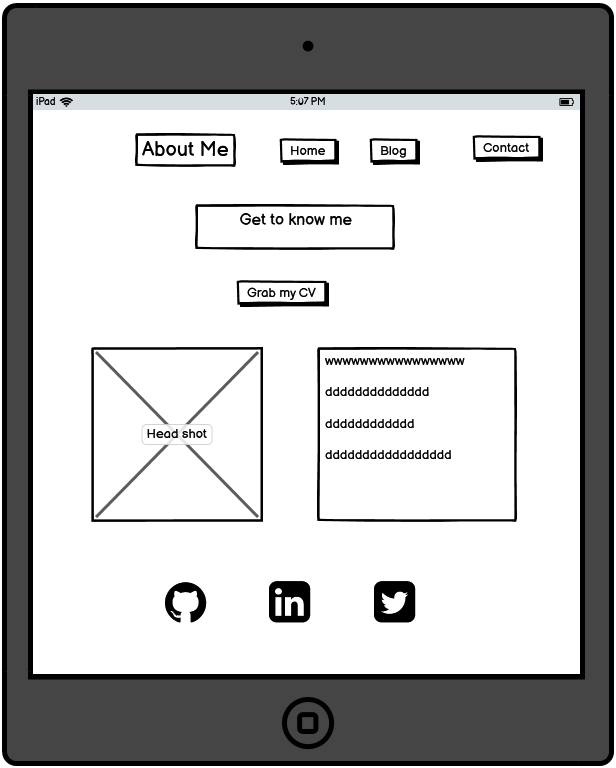 iPad 5:07 PM
About Me Home Blog Contact
Get to know me
Grab my CV
Head shot
wwwwwwwwwwwwwwww
dddddddddddddd
dddddddddddd
ddddddddddddddddd
in